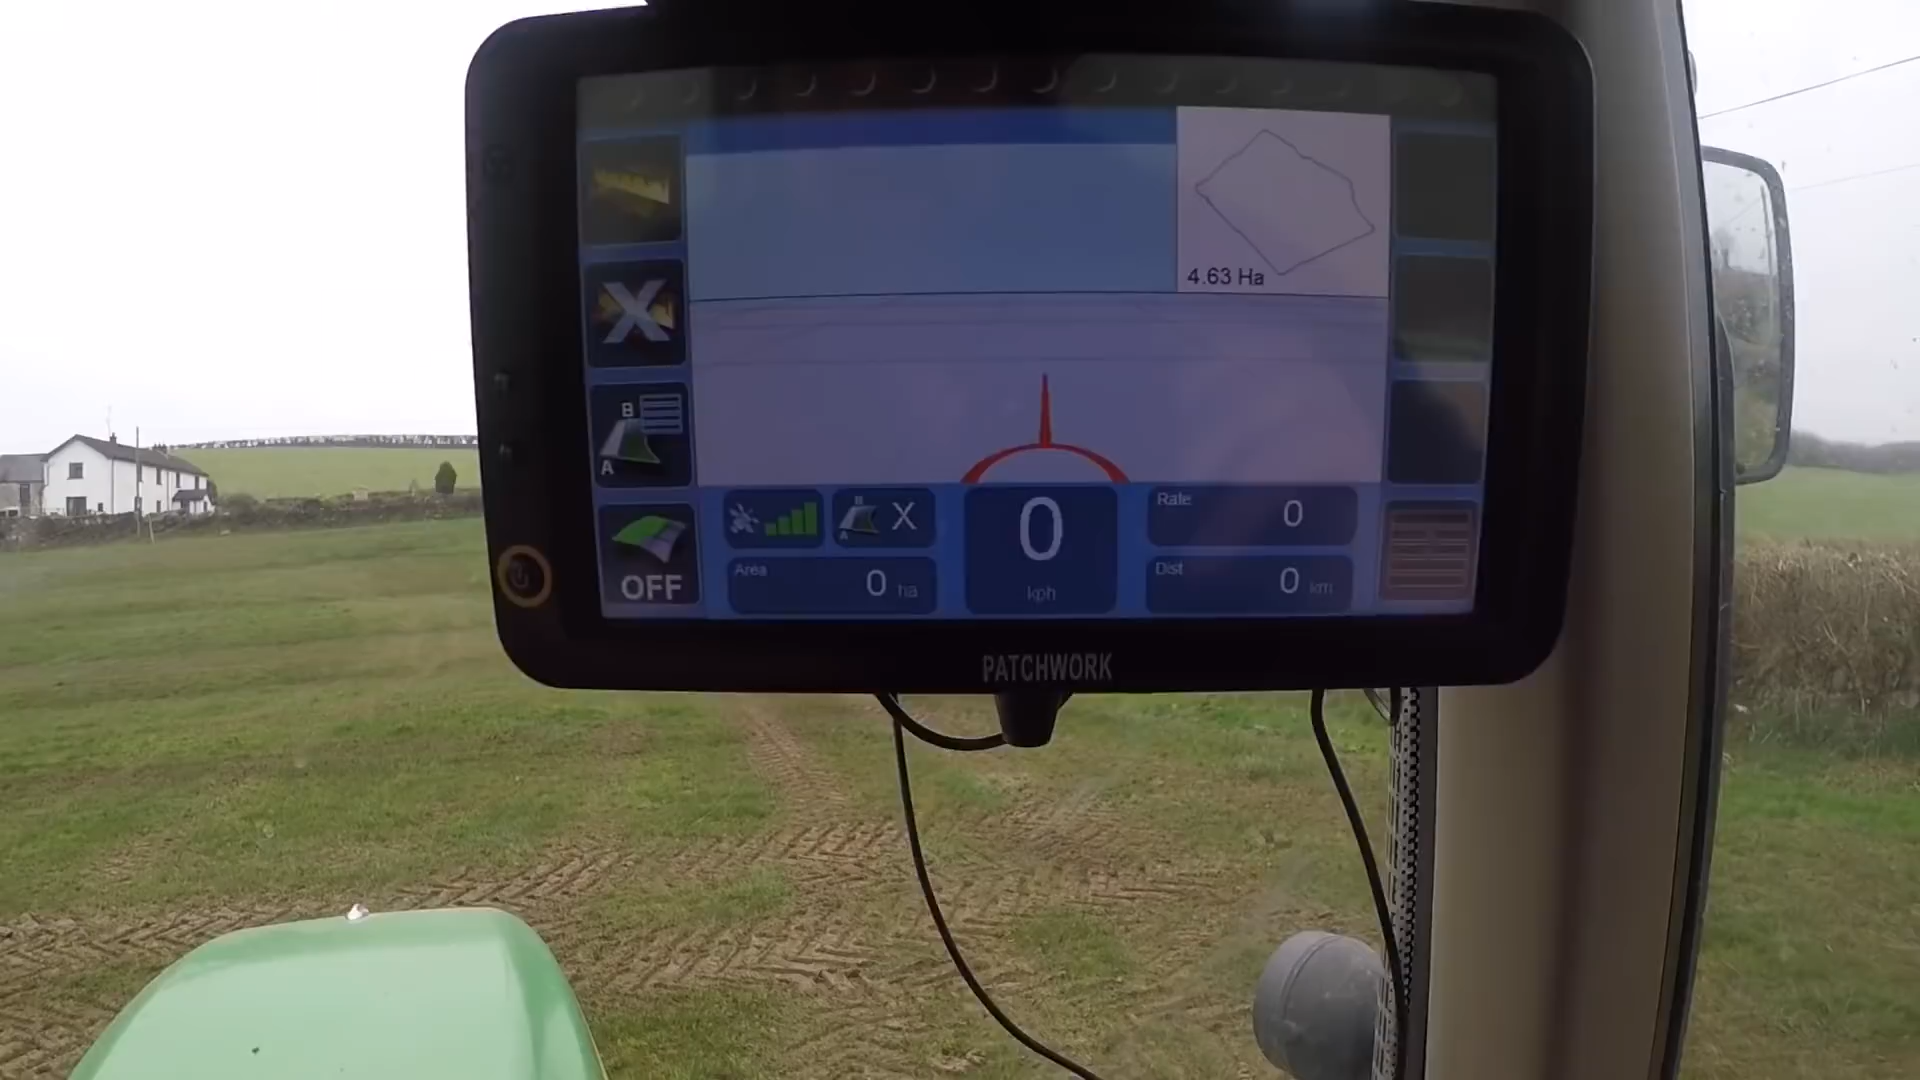 4.63 Ha
B
A
OFF
B
A
X
Area
0 ha
0
kph
Rate
0
Dist
0 km
PATCHWORK